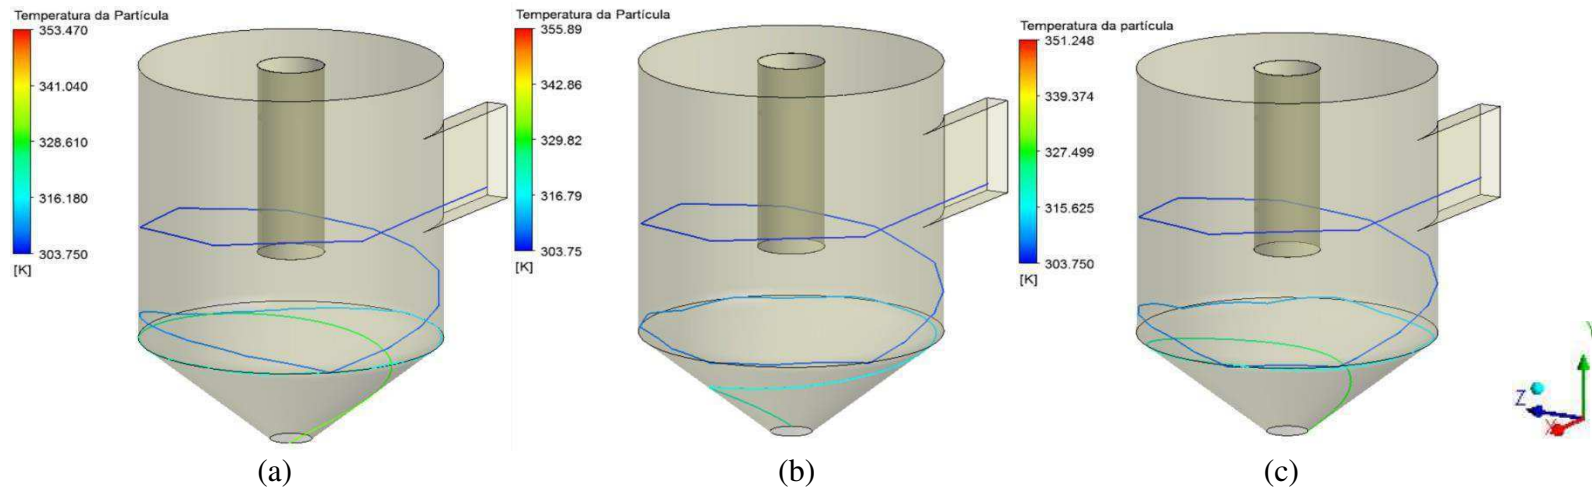 Temperatura da Partícula
353.470
341.040
328.610
316.180
303.750
[K]
(a)
Temperatura da Partícula
355.89
342.86
329.82
316.79
303.75
[K]
(b)
Temperatura da partícula
351.248
339.374
327.499
315.625
303.750
[K]
(c)
Z
X